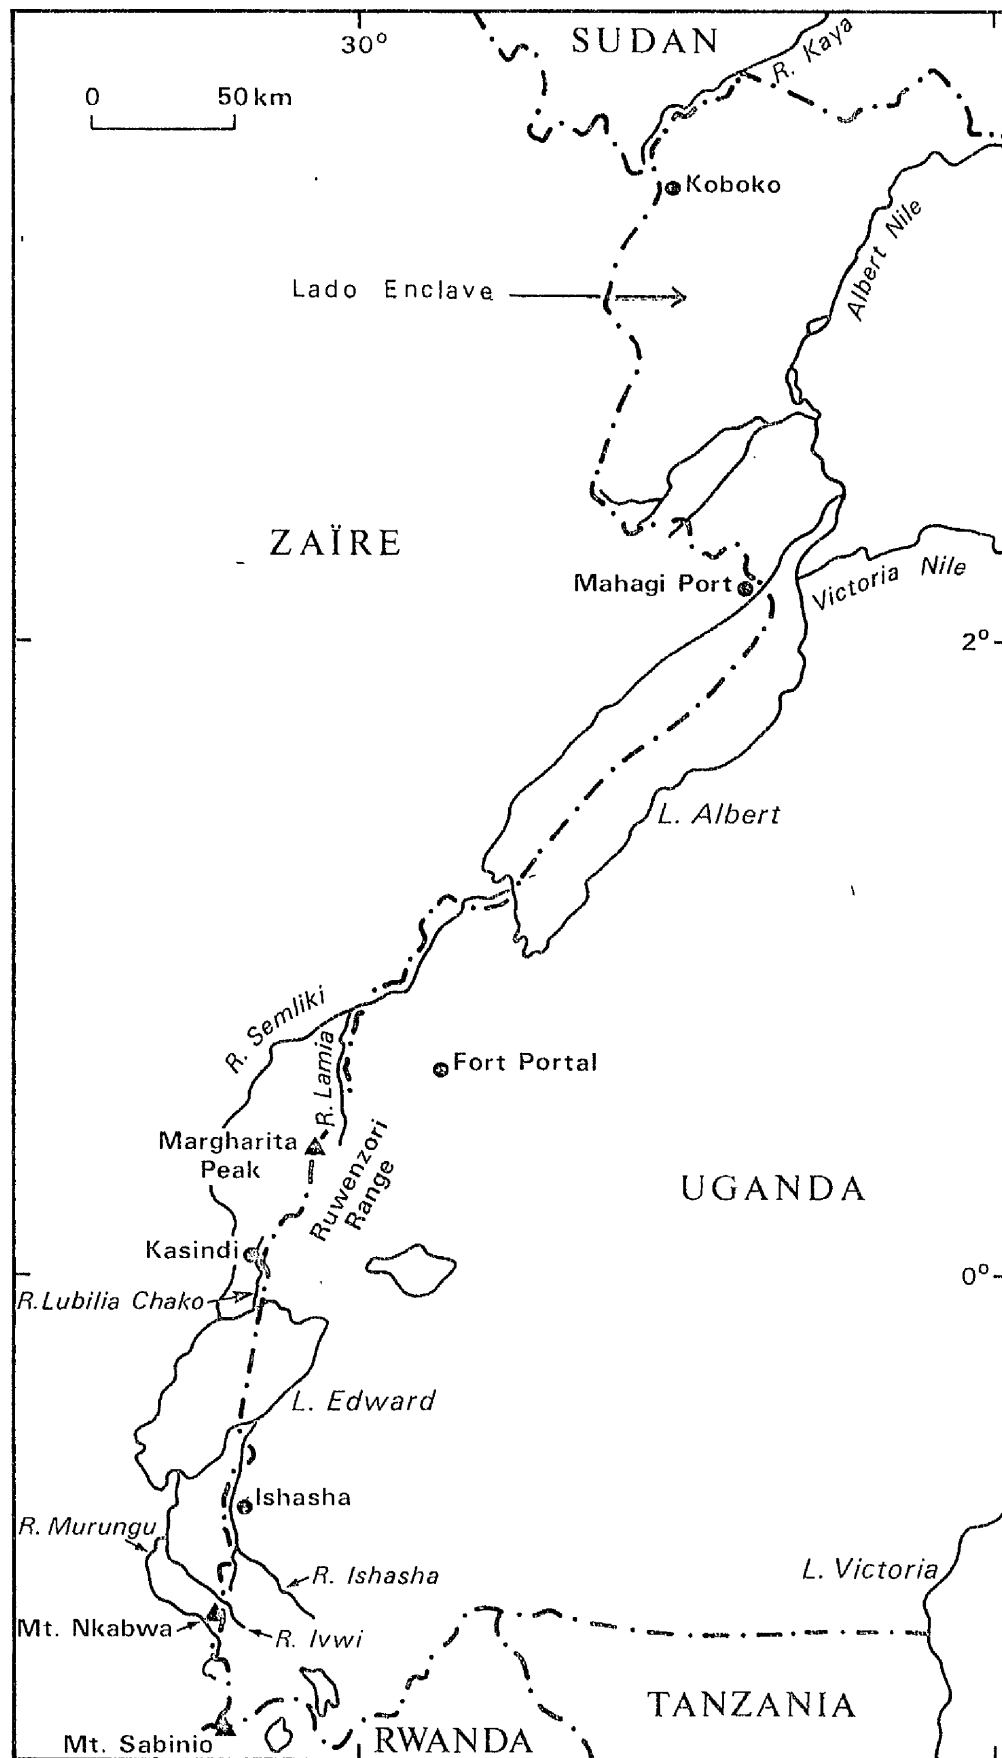 30°
SUDAN
R. Kaya
0 50 km
Koboko
Albert Nile
Lado Enclave
ZAÏRE
Mahagi Port
Victoria Nile
2°
L. Albert
R. Semliki
R. Lamia
Fort Portal
Margharita
Peak
Ruwenzori
Range
UGANDA
Kasindi
0°
R.Lubilia Chako
L. Edward
Ishasha
R. Murungu
R. Ishasha
L. Victoria
Mt. Nkabwa
R. Ivwi
TANZANIA
Mt. Sabinio
RWANDA